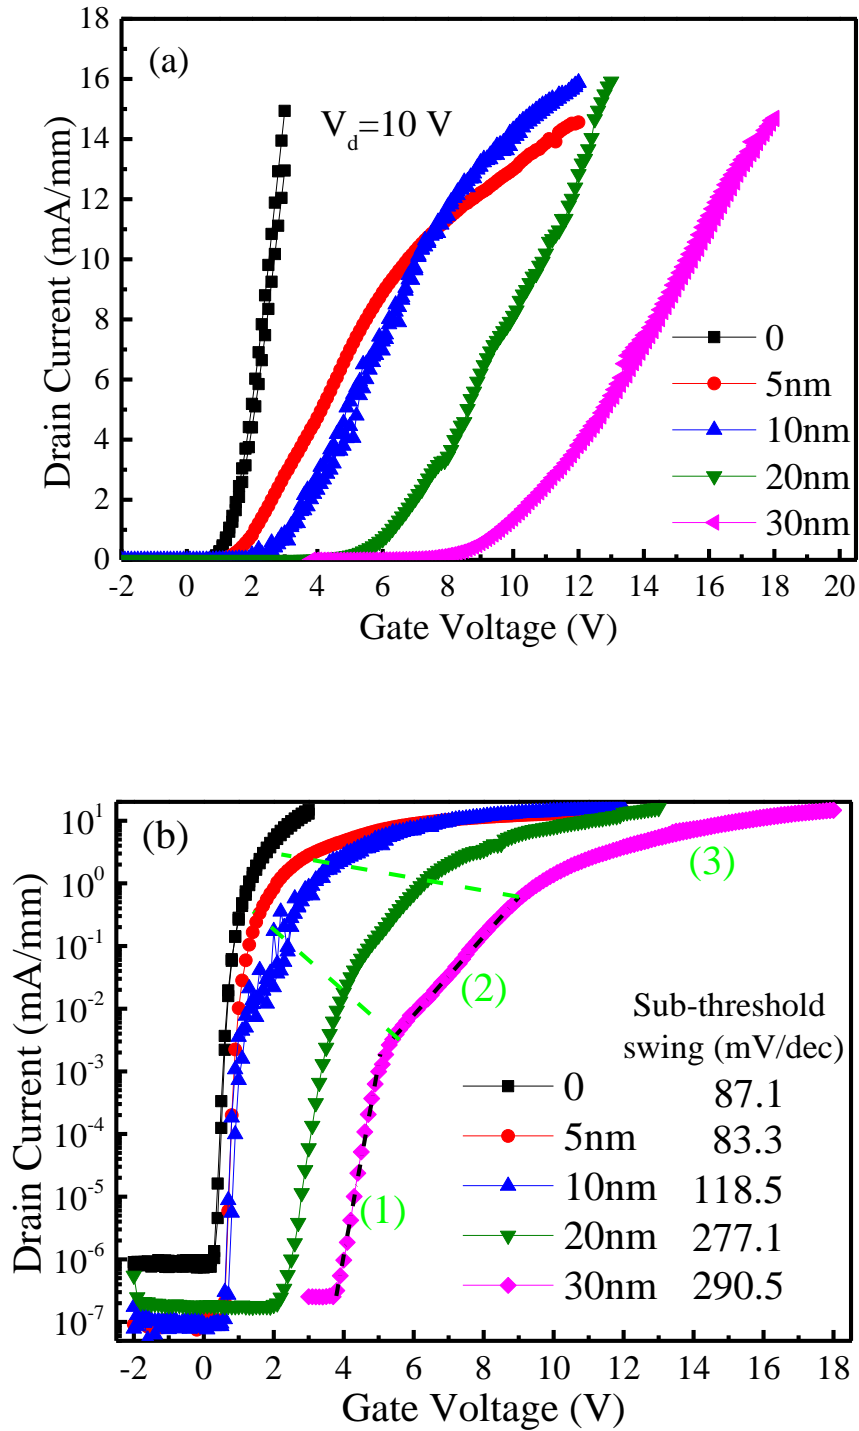 (a)
V_d=10 V
Drain Current (mA/mm)
18
16
14
12
10
8
6
4
2
0
0
5nm
10nm
20nm
30nm
-2 0 2 4 6 8 10 12 14 16 18 20
Gate Voltage (V)
(b)
Drain Current (mA/mm)
10^1
10^0
10^-1
10^-2
10^-3
10^-4
10^-5
10^-6
10^-7
(3)
(2)
(1)
Sub-threshold
swing (mV/dec)
0 87.1
5nm 83.3
10nm 118.5
20nm 277.1
30nm 290.5
-2 0 2 4 6 8 10 12 14 16 18
Gate Voltage (V)